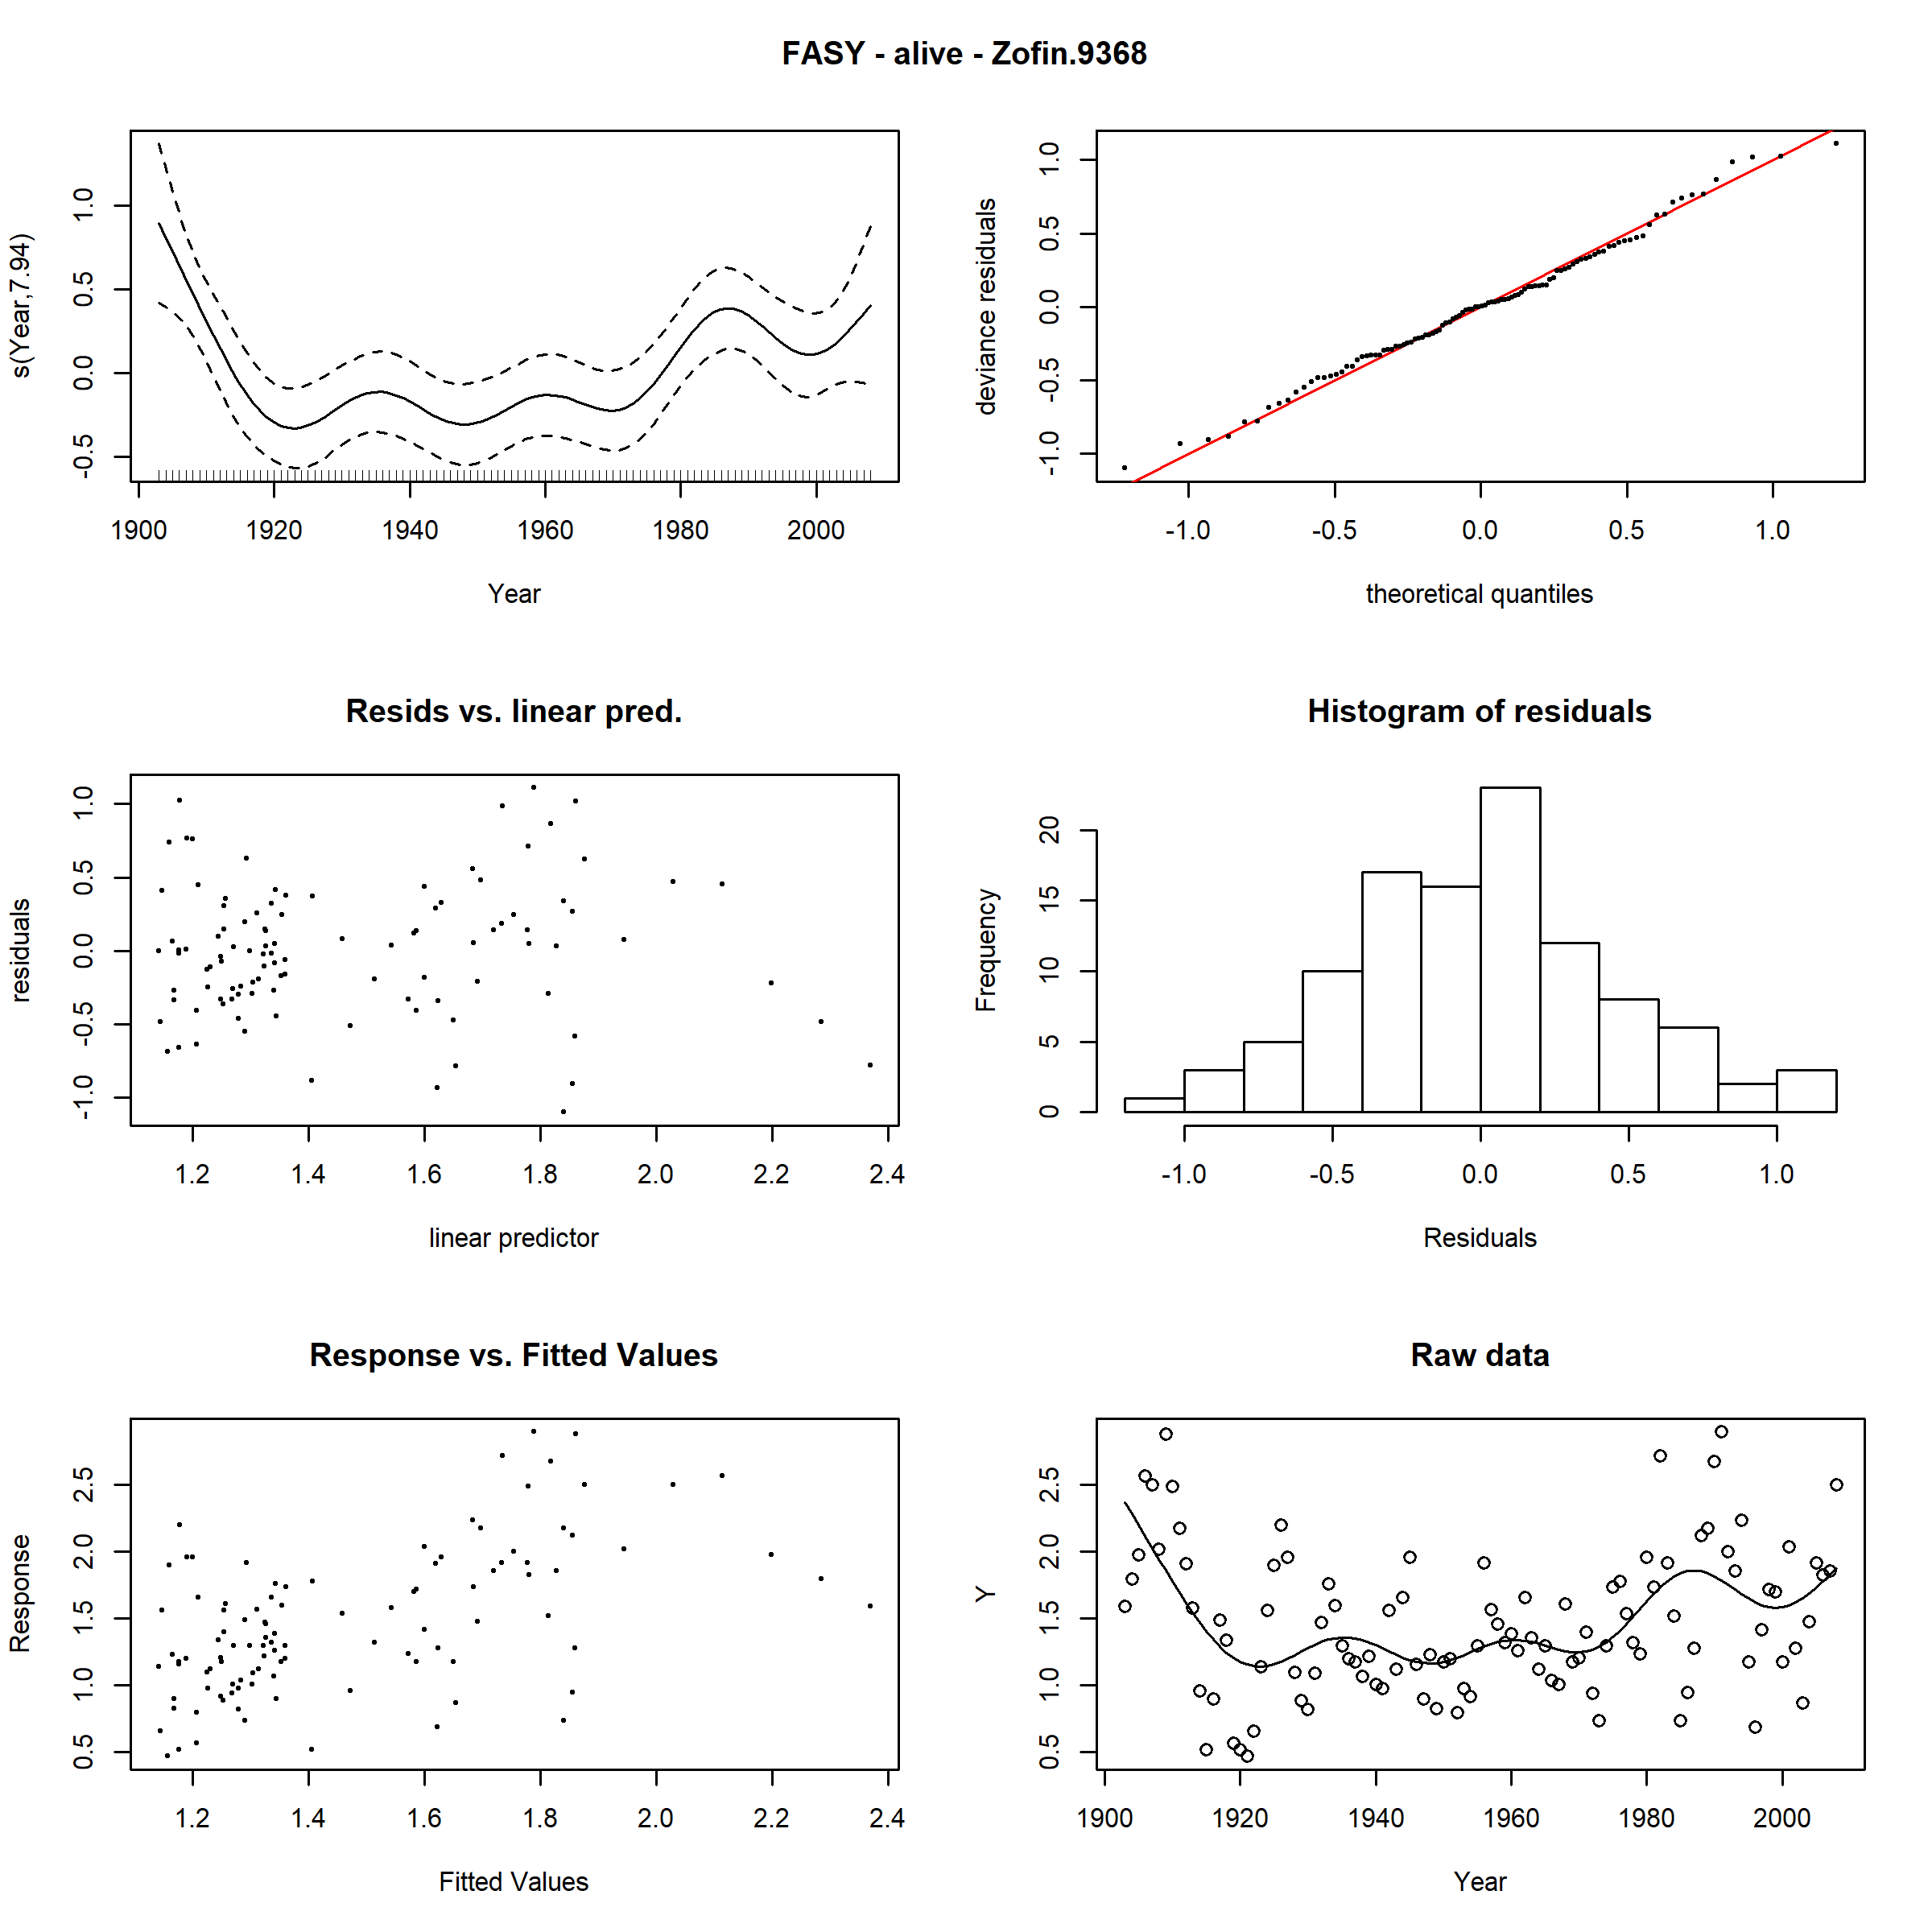 FASY - alive - Zofin.9368
s(Year,7.94)
-0.5 0.0 0.5 1.0
1900 1920 1940 1960 1980 2000
Year
deviance residuals
-1.0 -0.5 0.0 0.5 1.0
-1.0 -0.5 0.0 0.5 1.0
theoretical quantiles
Resids vs. linear pred.
residuals
-1.0 -0.5 0.0 0.5 1.0
1.2 1.4 1.6 1.8 2.0 2.2 2.4
linear predictor
Histogram of residuals
Frequency
0 5 10 15 20
-1.0 -0.5 0.0 0.5 1.0
Residuals
Response vs. Fitted Values
Response
0.5 1.0 1.5 2.0 2.5
1.2 1.4 1.6 1.8 2.0 2.2 2.4
Fitted Values
Raw data
Y
0.5 1.0 1.5 2.0 2.5
1900 1920 1940 1960 1980 2000
Year